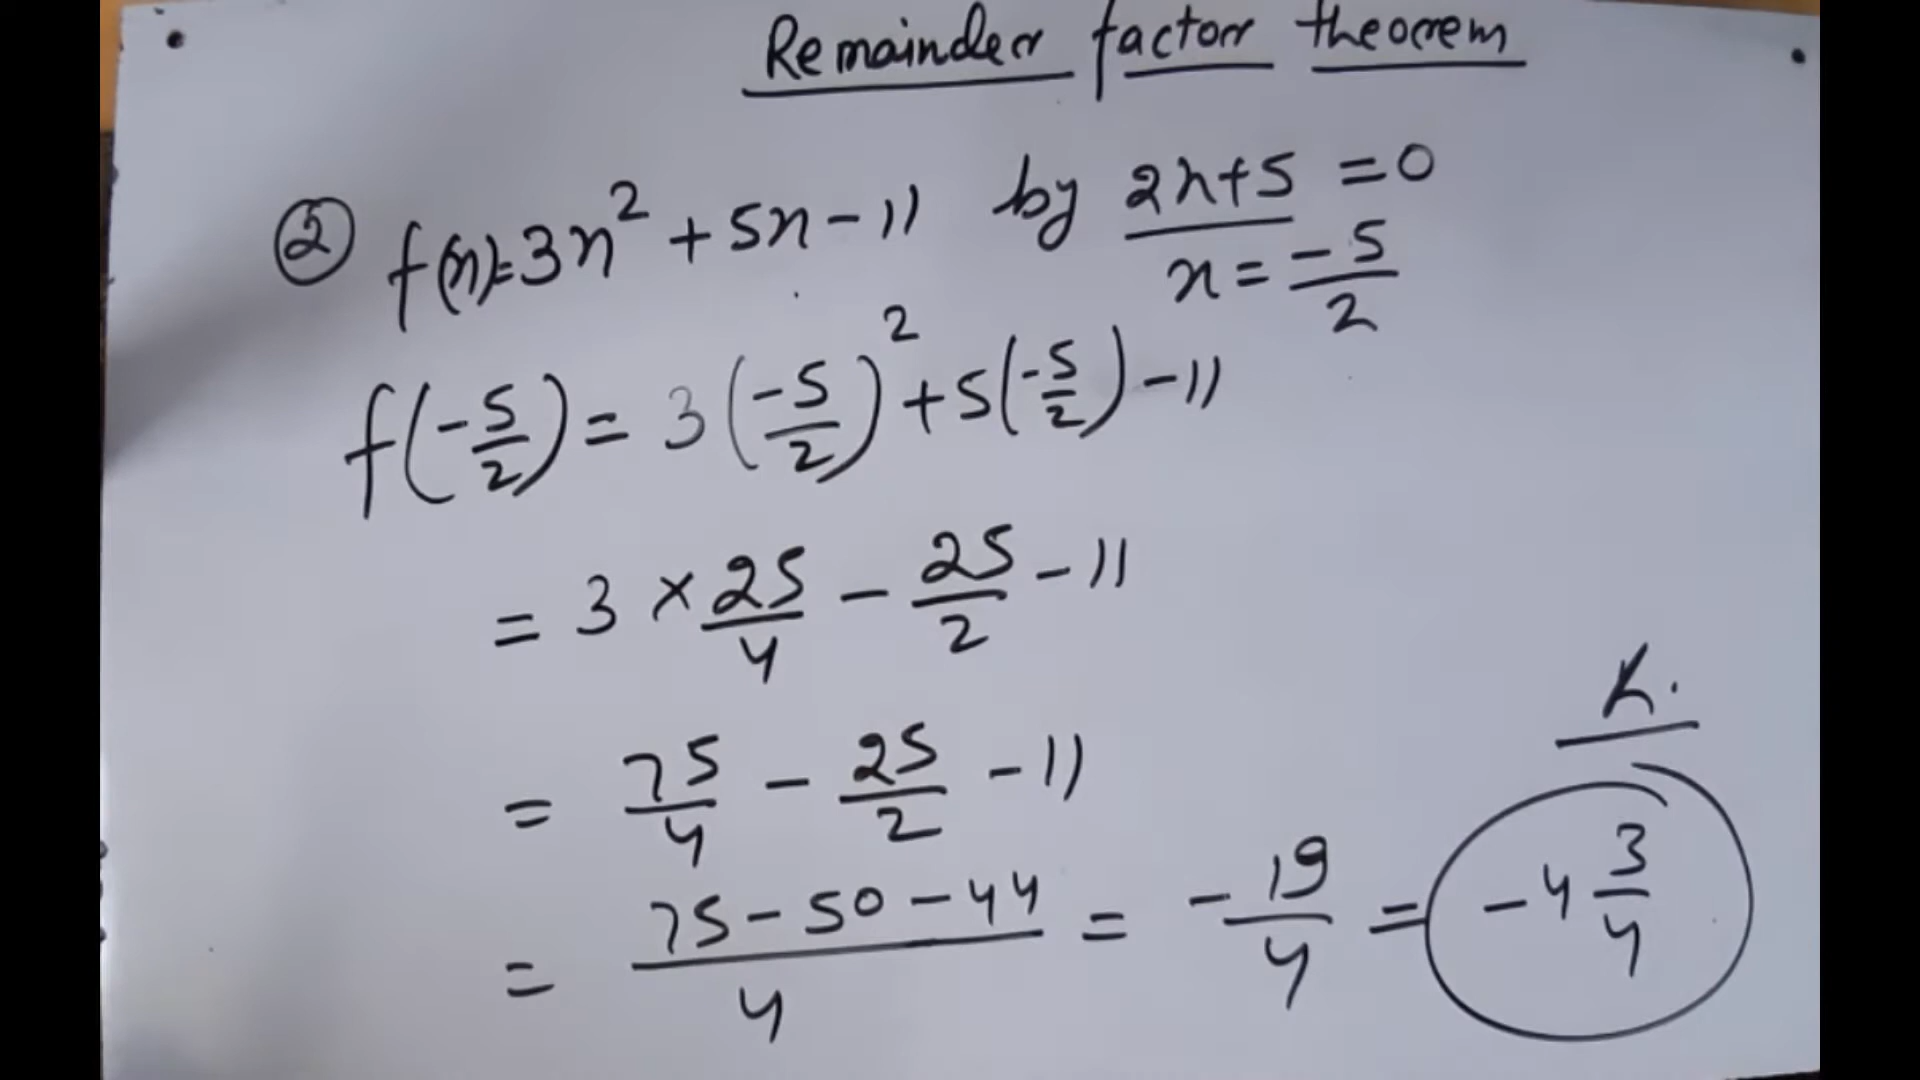 Remainder factor theorem
② f(x)=3x² + 5x - 11 by 2x+5 = 0
x = -5/2
f(-5/2) = 3(-5/2)² + 5(-5/2) - 11
= 3 × 25/4 - 25/2 - 11
= 75/4 - 25/2 - 11
= 75 - 50 - 44/4 = -19/4 = -4 3/4